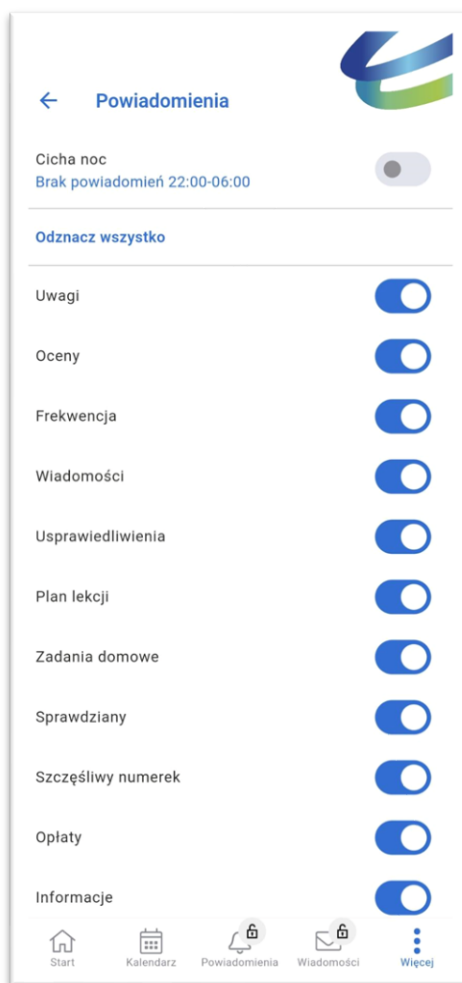 Powiadomienia
Cicha noc
Brak powiadomień 22:00-06:00
Odznacz wszystko
Uwagi
Oceny
Frekwencja
Wiadomości
Usprawiedliwienia
Plan lekcji
Zadania domowe
Sprawdziany
Szczęśliwy numerek
Opłaty
Informacje
Start Kalendarz Powiadomienia Wiadomości Więcej